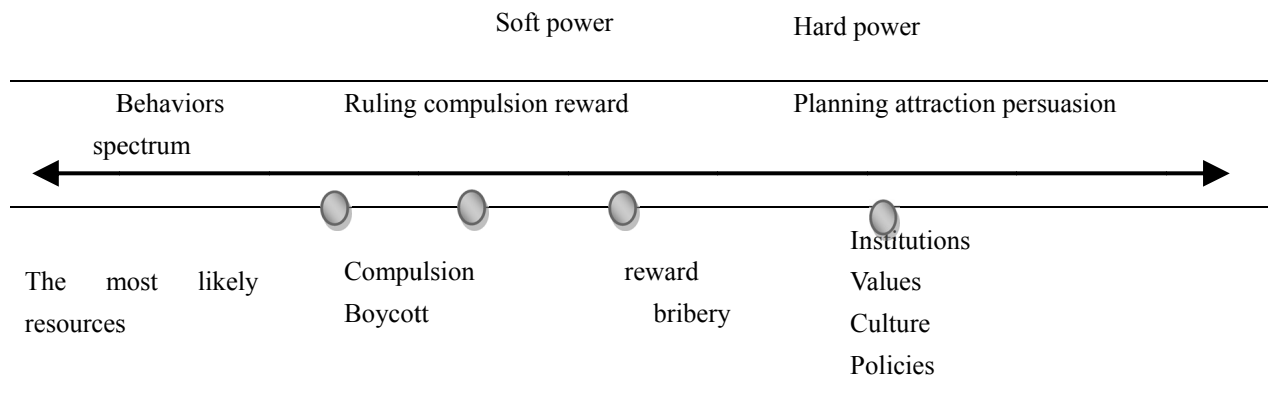 Soft power Hard power
Behaviors Ruling compulsion reward Planning attraction persuasion
spectrum
Institutions
The most likely Compulsion reward Values
resources Boycott bribery Culture
Policies